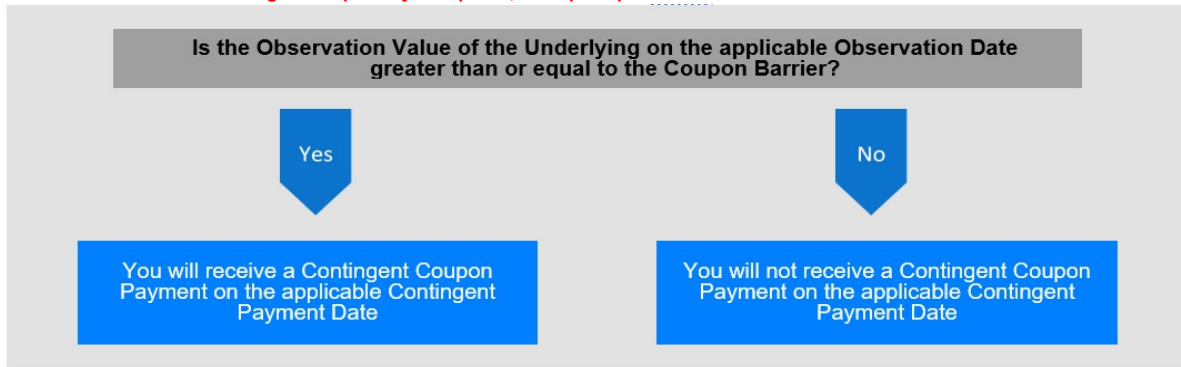 Is the Observation Value of the Underlying on the applicable Observation Date
greater than or equal to the Coupon Barrier?
Yes
No
You will receive a Contingent Coupon
Payment on the applicable Contingent
Payment Date
You will not receive a Contingent Coupon
Payment on the applicable Contingent
Payment Date